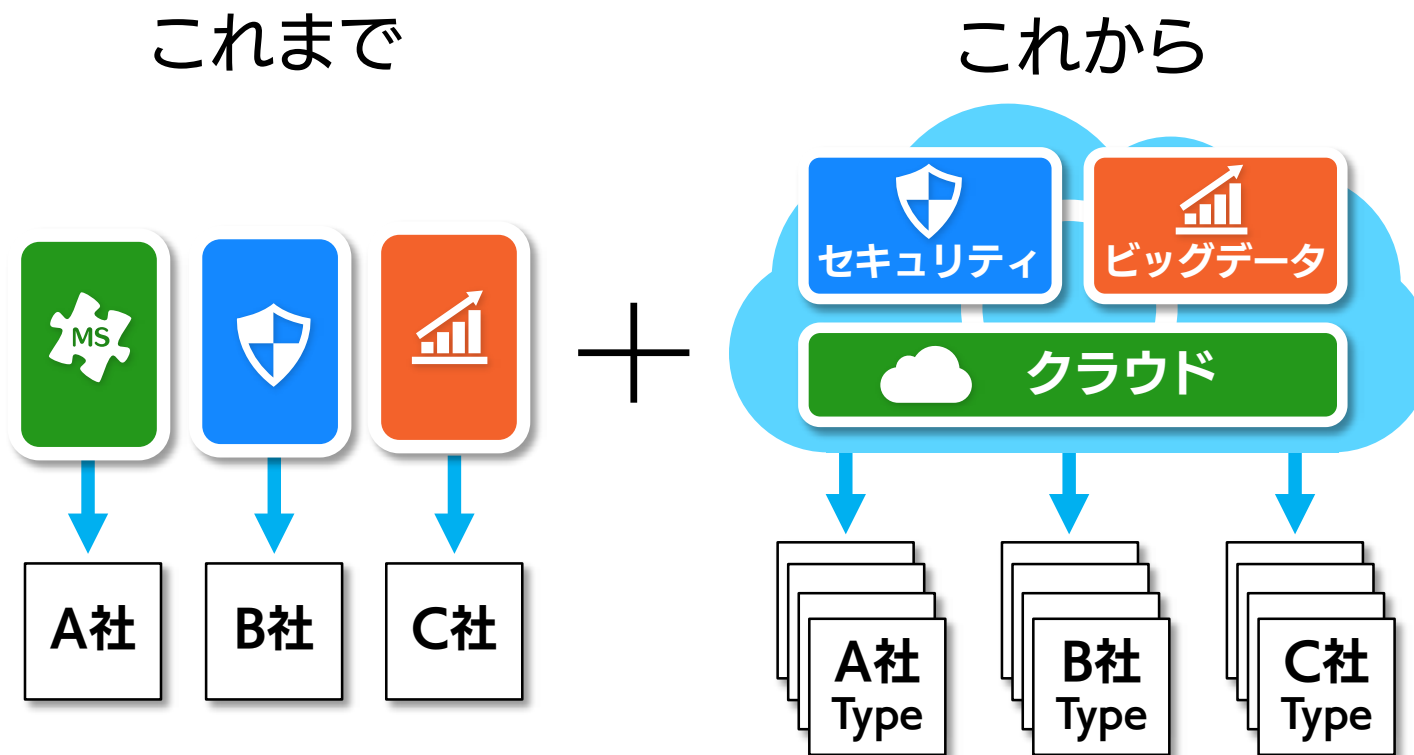 これまで
これから
MS
A社
B社
C社
セキュリティ
ビッグデータ
クラウド
A社
Type
B社
Type
C社
Type